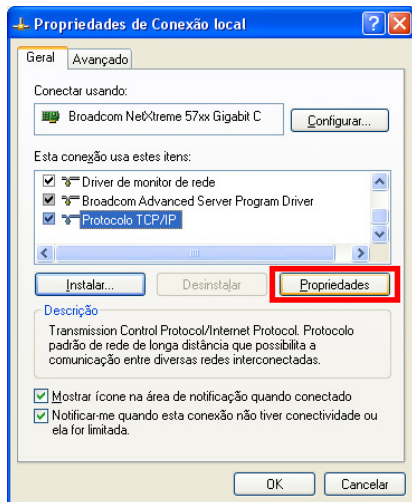 Propriedades de Conexão local
Geral
Avançado
Conectar usando:
Broadcom NetXtreme 57xx Gigabit C
Configurar...
Esta conexão usa estes itens:
Driver de monitor de rede
Broadcom Advanced Server Program Driver
Protocolo TCP/IP
Instalar...
Desinstalar
Propriedades
Descrição
Transmission Control Protocol/Internet Protocol. Protocolo
padrão de rede de longa distância que possibilita a
comunicação entre diversas redes interconectadas.
Mostrar ícone na área de notificação quando conectado
Notificar-me quando esta conexão não tiver conectividade ou
ela for limitada.
OK
Cancelar